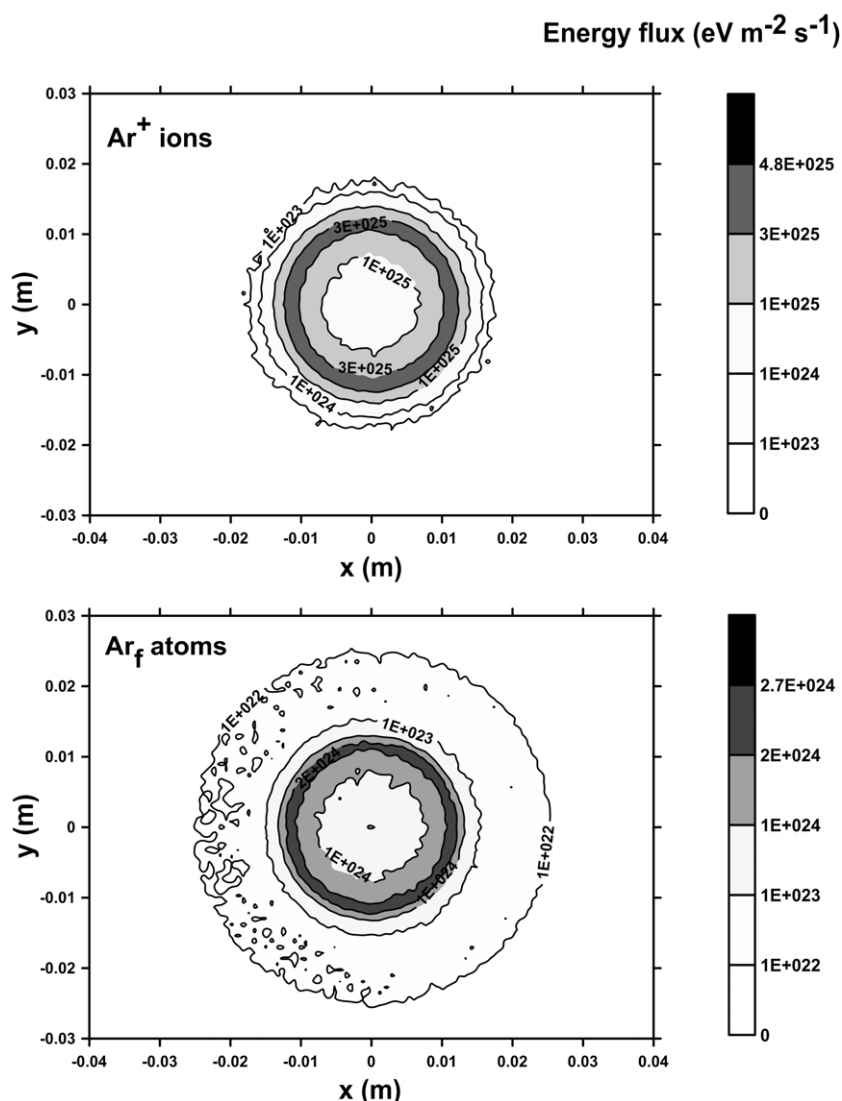 Energy flux (eV m-2 s-1)
Ar+ ions
0.03
0.02
0.01
0
-0.01
-0.02
-0.03
y (m)
-0.04 -0.03 -0.02 -0.01 0 0.01 0.02 0.03 0.04
x (m)
1E+023
3E+025
1E+025
3E+025
1E+025
1E+024
4.8E+025
3E+025
1E+025
1E+024
1E+023
0
Arf atoms
0.03
0.02
0.01
0
-0.01
-0.02
-0.03
y (m)
-0.04 -0.03 -0.02 -0.01 0 0.01 0.02 0.03 0.04
x (m)
1E+022
1E+023
2E+024
1E+024
1E+024
1E+022
2.7E+024
2E+024
1E+024
1E+023
1E+022
0